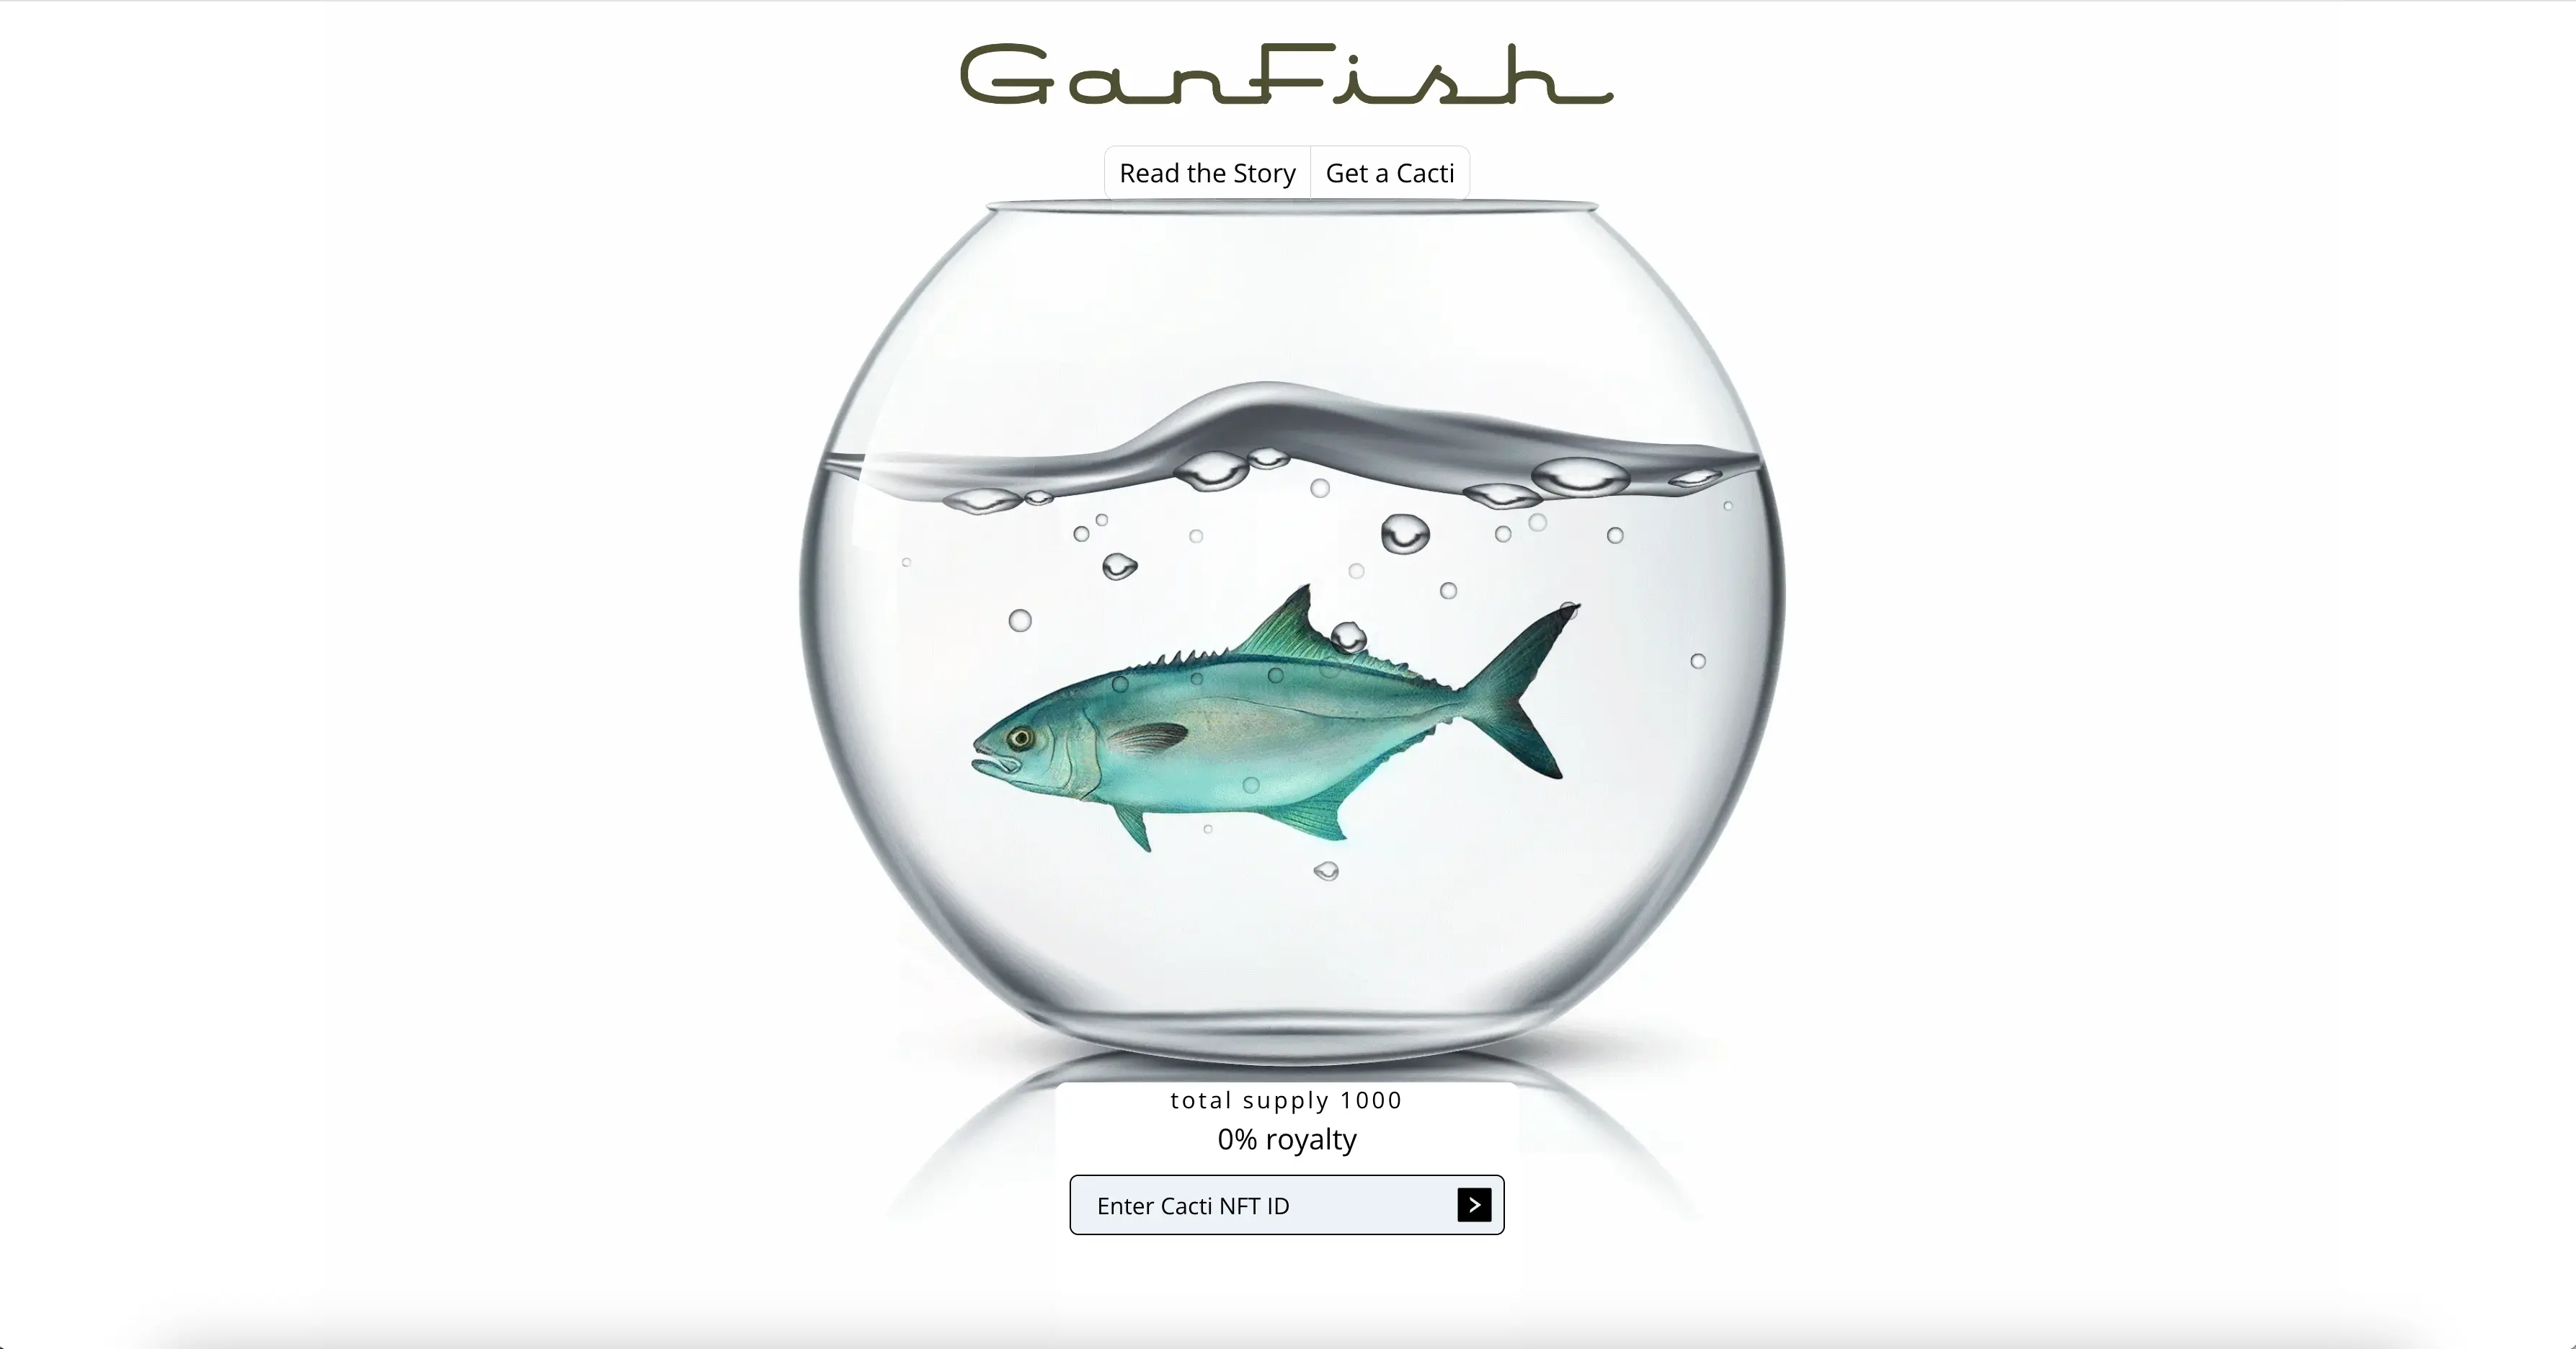 GanFish
Read the Story Get a Cacti
total supply 1000
0% royalty
Enter Cacti NFT ID